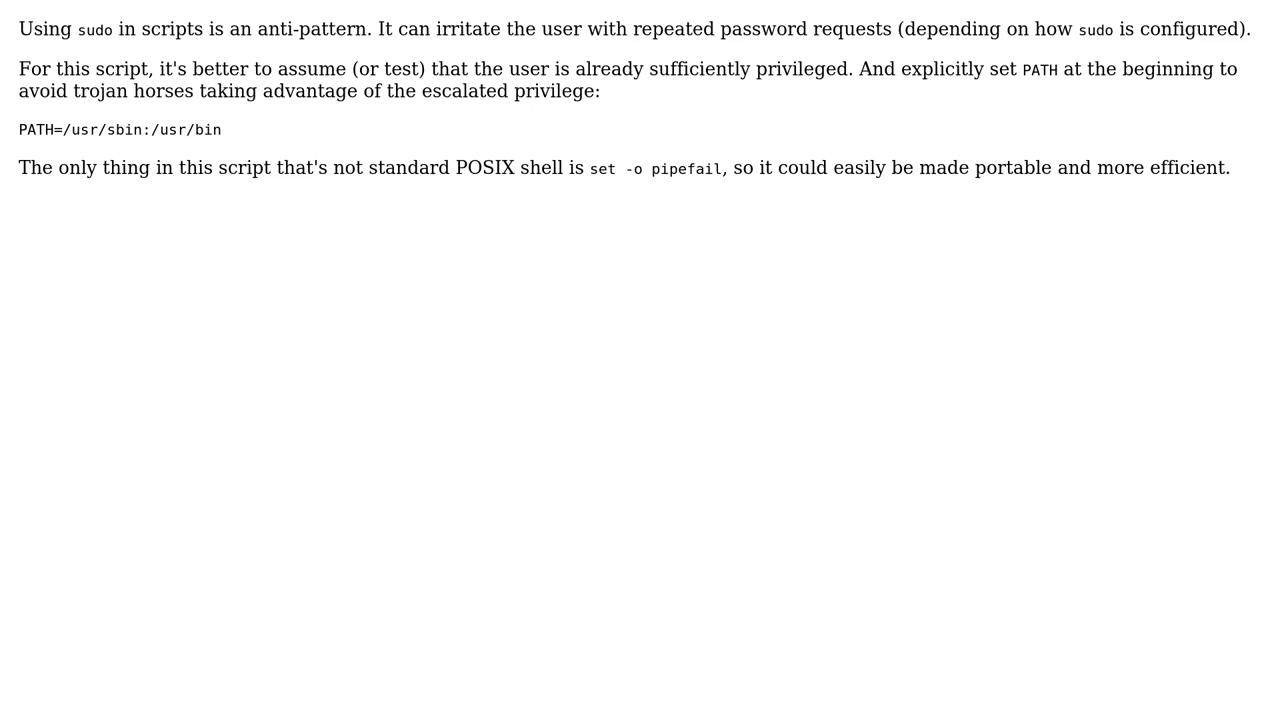 Using sudo in scripts is an anti-pattern. It can irritate the user with repeated password requests (depending on how sudo is configured).
For this script, it's better to assume (or test) that the user is already sufficiently privileged. And explicitly set PATH at the beginning to
avoid trojan horses taking advantage of the escalated privilege:
PATH=/usr/sbin:/usr/bin
The only thing in this script that's not standard POSIX shell is set -o pipefail, so it could easily be made portable and more efficient.